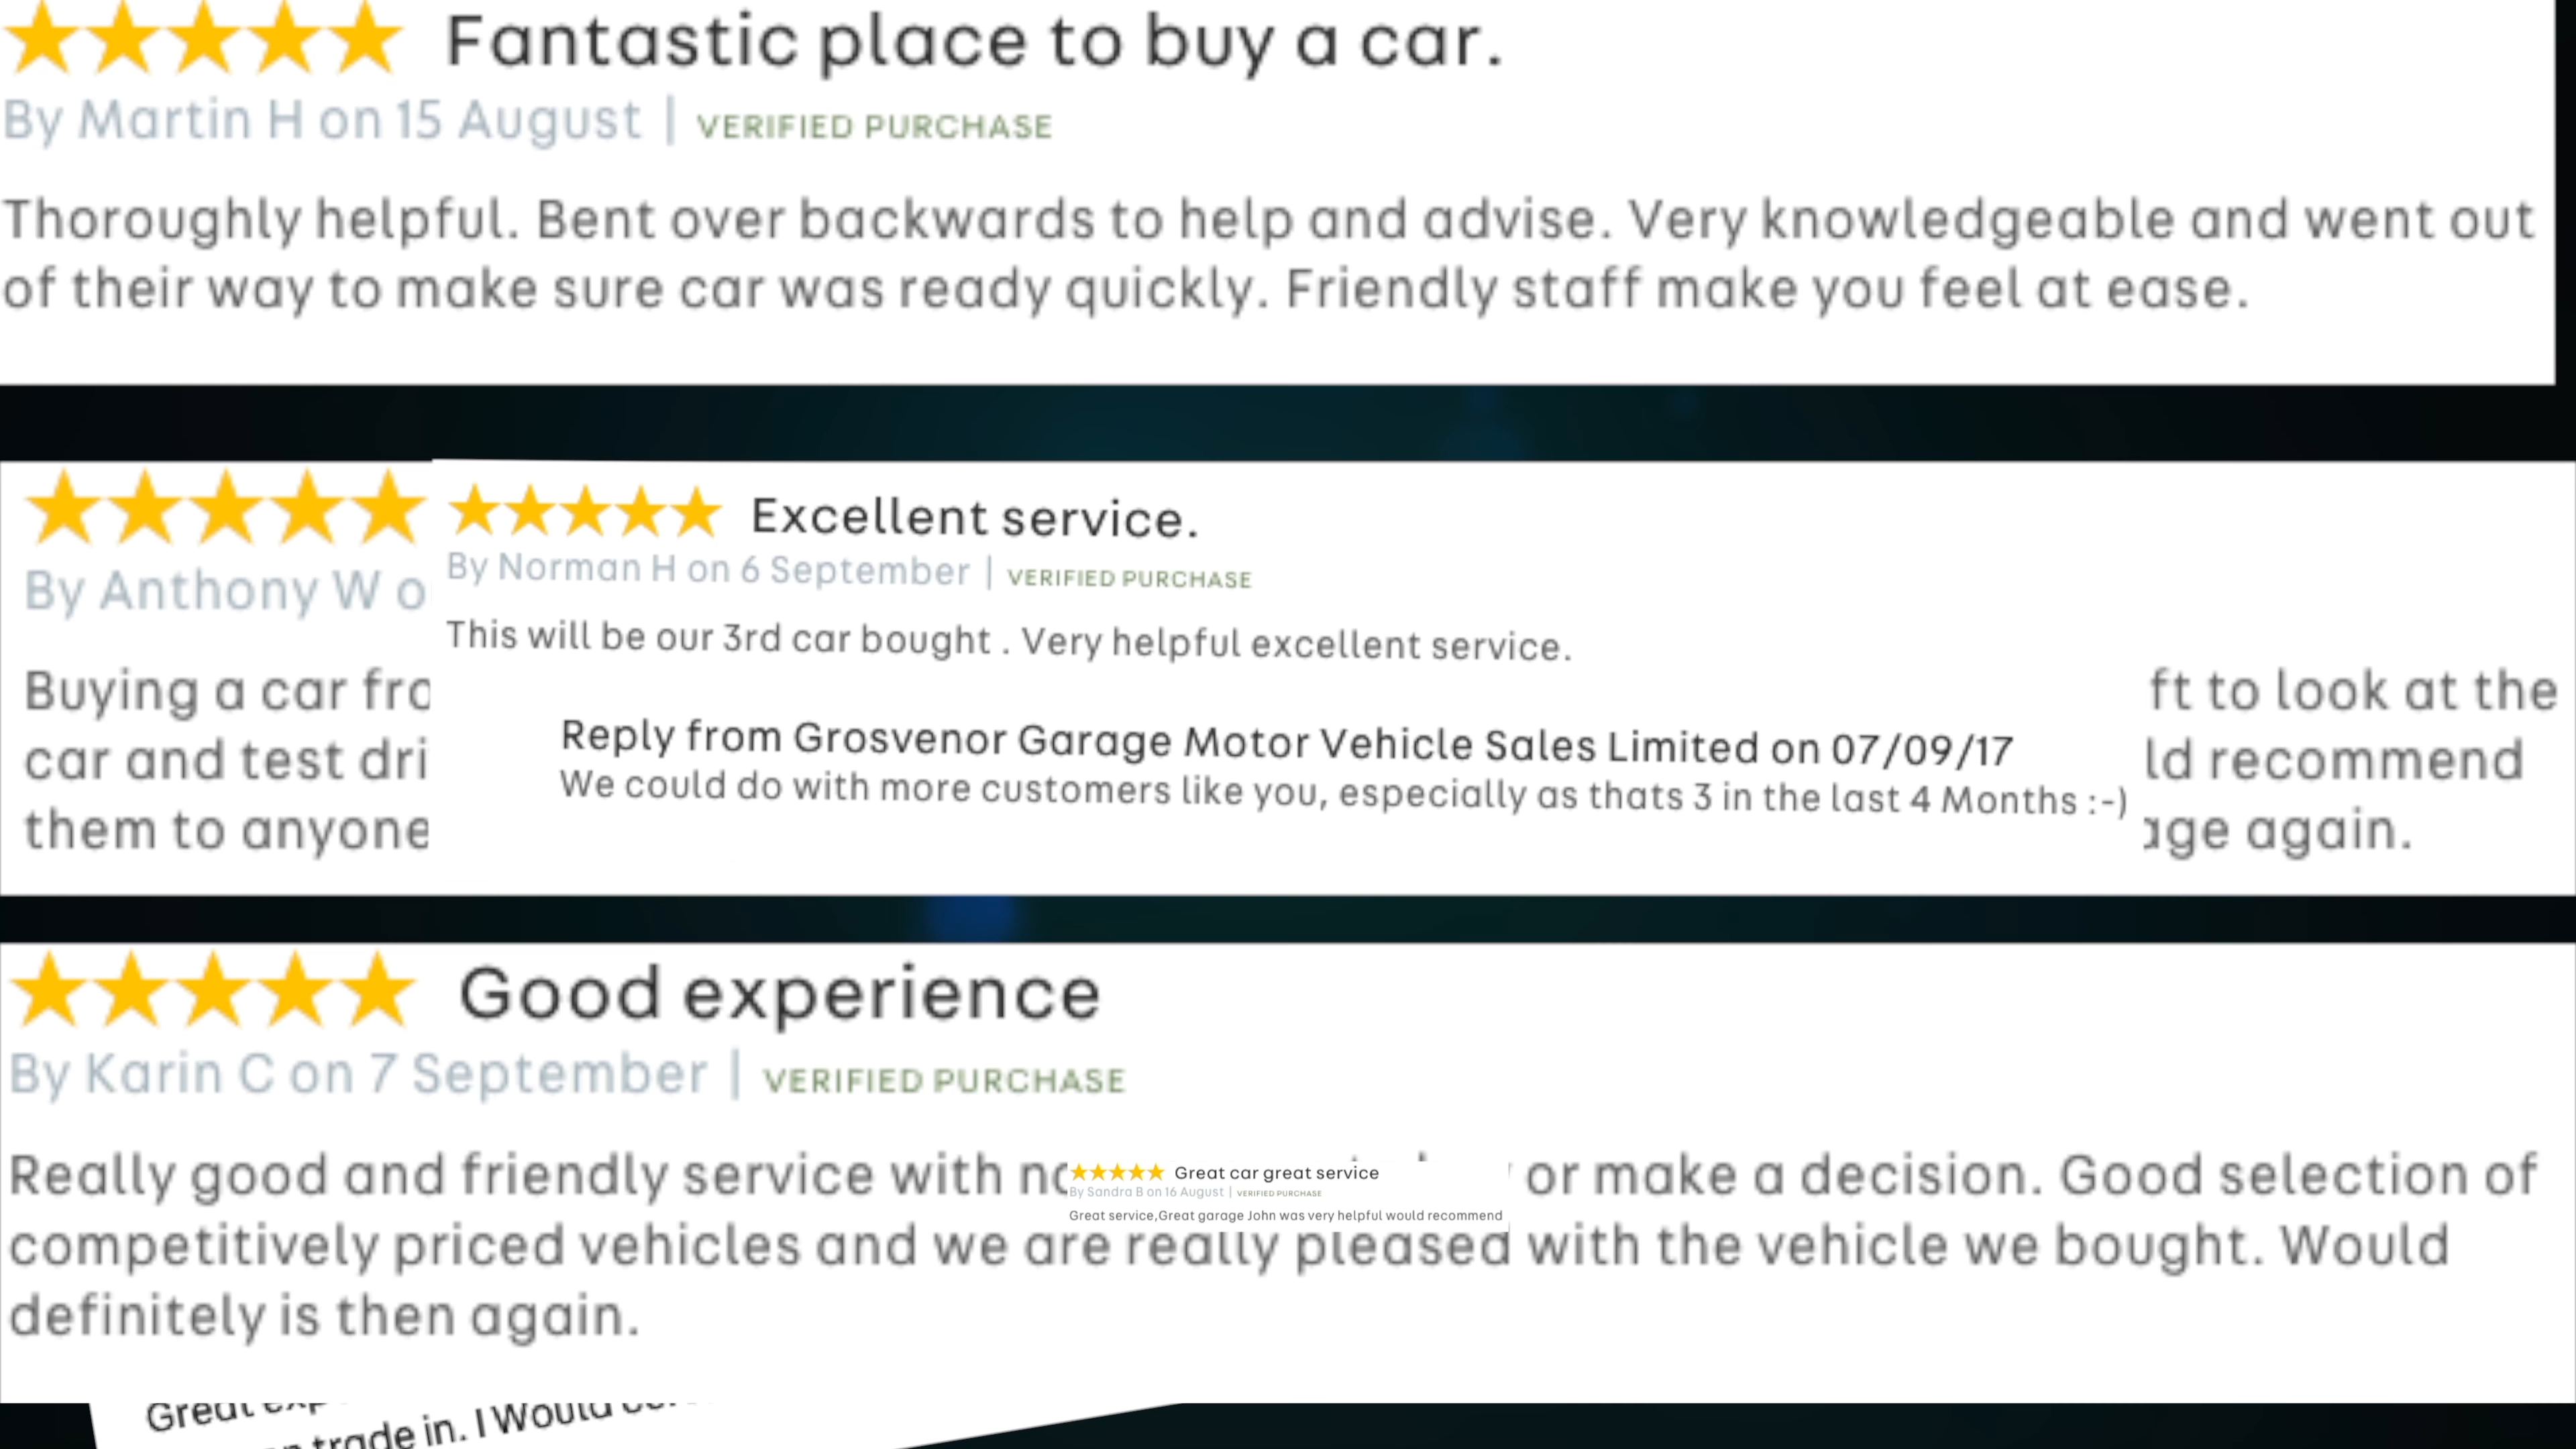 Fantastic place to buy a car.
By Martin H on 15 August | VERIFIED PURCHASE
Thoroughly helpful. Bent over backwards to help and advise. Very knowledgeable and went out
of their way to make sure car was ready quickly. Friendly staff make you feel at ease.
By Anthony W
Buying a car
car and test
them to anyone
to look at the
recommend
again.
Excellent service.
By Norman H on 6 September | VERIFIED PURCHASE
This will be our 3rd car bought . Very helpful excellent service.
Reply from Grosvenor Garage Motor Vehicle Sales Limited on 07/09/17
We could do with more customers like you, especially as thats 3 in the last 4 Months :-)
Good experience
By Karin C on 7 September | VERIFIED PURCHASE
Really good and friendly service with or make a decision. Good selection of
competitively priced vehicles and we are really pleased with the vehicle we bought. Would
definitely is then again.
Great car great service
By Sandra B on 16 August | VERIFIED PURCHASE
Great service,Great garage John was very helpful would recommend
Great
trade in. I Would